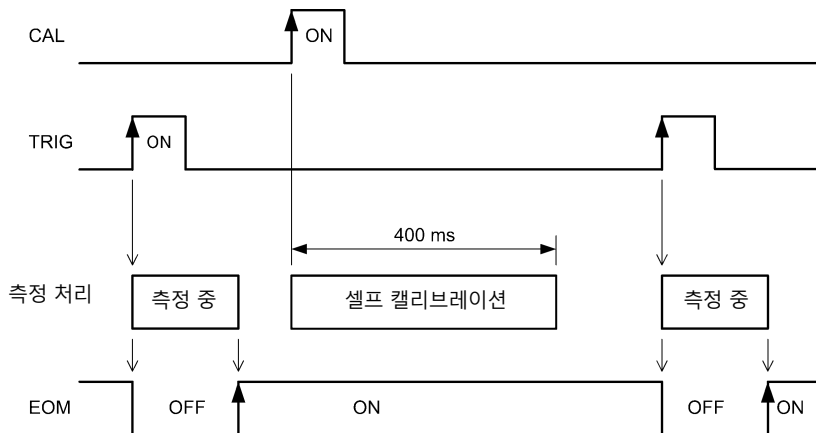 CAL
ON
TRIG
ON
400 ms
측정 처리
측정 중
셀프 캘리브레이션
측정 중
EOM
OFF
ON
OFF
ON